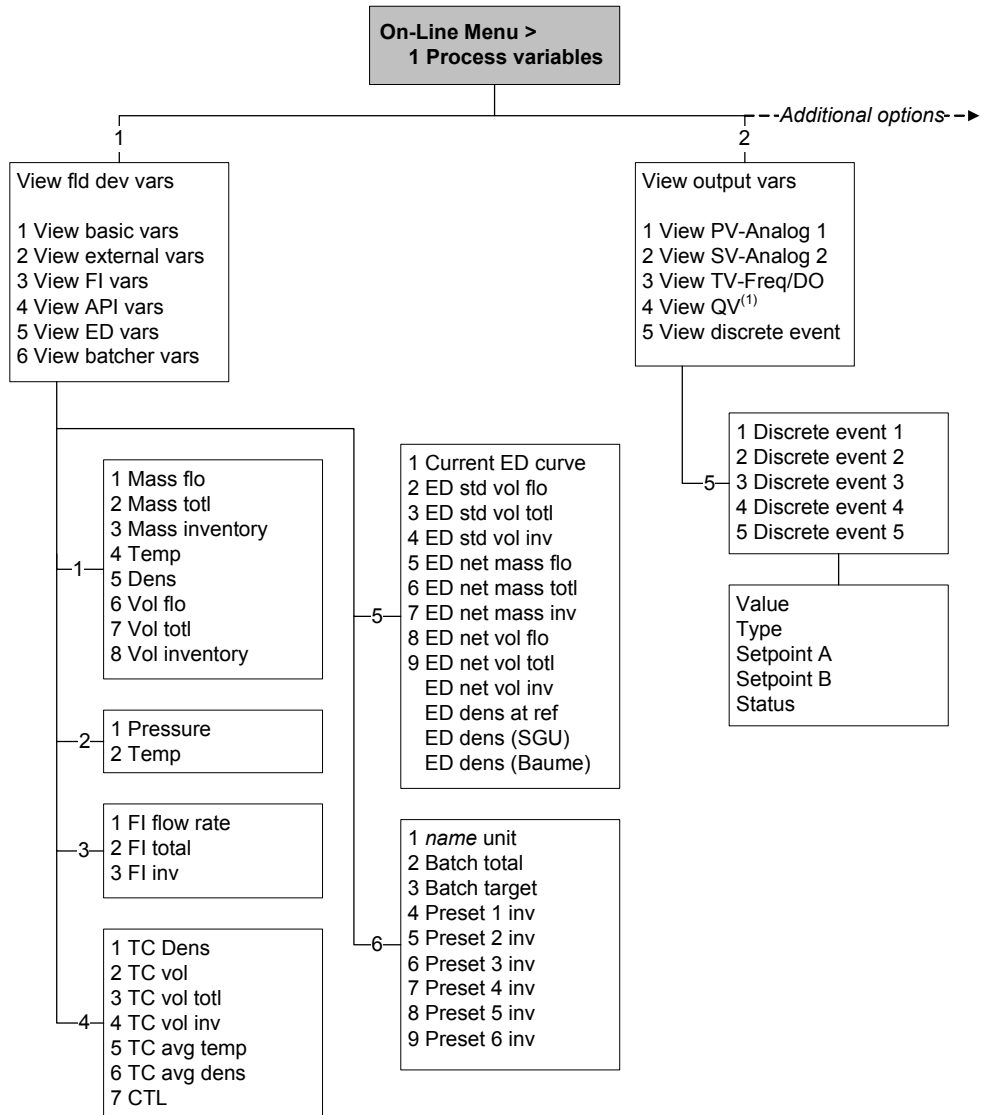 On-Line Menu >
1 Process variables
Additional options
1
2
View fld dev vars
1 View basic vars
2 View external vars
3 View FI vars
4 View API vars
5 View ED vars
6 View batcher vars
View output vars
1 View PV-Analog 1
2 View SV-Analog 2
3 View TV-Freq/DO
4 View QV(1)
5 View discrete event
1
1 Mass flo
2 Mass totl
3 Mass inventory
4 Temp
5 Dens
6 Vol flo
7 Vol totl
8 Vol inventory
2
1 Pressure
2 Temp
3
1 FI flow rate
2 FI total
3 FI inv
4
1 TC Dens
2 TC vol
3 TC vol totl
4 TC vol inv
5 TC avg temp
6 TC avg dens
7 CTL
5
1 Current ED curve
2 ED std vol flo
3 ED std vol totl
4 ED std vol inv
5 ED net mass flo
6 ED net mass totl
7 ED net mass inv
8 ED net vol flo
9 ED net vol totl
ED net vol inv
ED dens at ref
ED dens (SGU)
ED dens (Baume)
6
1 name unit
2 Batch total
3 Batch target
4 Preset 1 inv
5 Preset 2 inv
6 Preset 3 inv
7 Preset 4 inv
8 Preset 5 inv
9 Preset 6 inv
5
1 Discrete event 1
2 Discrete event 2
3 Discrete event 3
4 Discrete event 4
5 Discrete event 5
Value
Type
Setpoint A
Setpoint B
Status